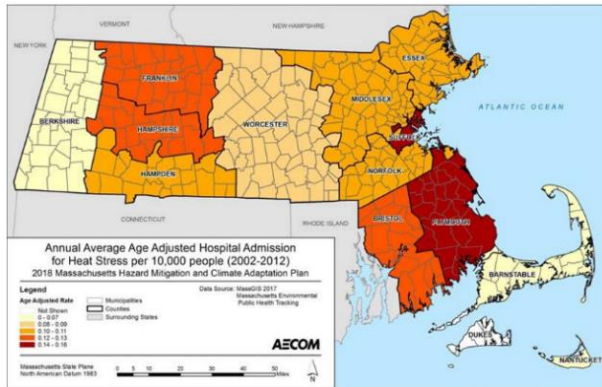 VERMONT
NEW HAMPSHIRE
NEW YORK
ESSEX
FRANKLIN
MIDDLESEX
ATLANTIC OCEAN
BERKSHIRE
HAMPSHIRE
WORCESTER
SUFFOLK
HAMPDEN
NORFOLK
CONNECTICUT
RHODE ISLAND
BRISTOL
PLYMOUTH
BARNSTABLE
DUKES
NANTUCKET
Annual Average Age Adjusted Hospital Admission
for Heat Stress per 10,000 people (2002-2012)
2018 Massachusetts Hazard Mitigation and Climate Adaptation Plan
Legend
Age Adjusted Rate
Not Shown
0 - 0.07
0.08 - 0.09
0.10 - 0.11
0.12 - 0.13
0.14 - 0.16
Municipalities
Counties
Surrounding States
Data Source: MassGIS 2017
Massachusetts Environmental
Public Health Tracking
AECOM
Massachusetts State Plane
North American Datum 1983
0 10 20 30 40 50
Miles
N